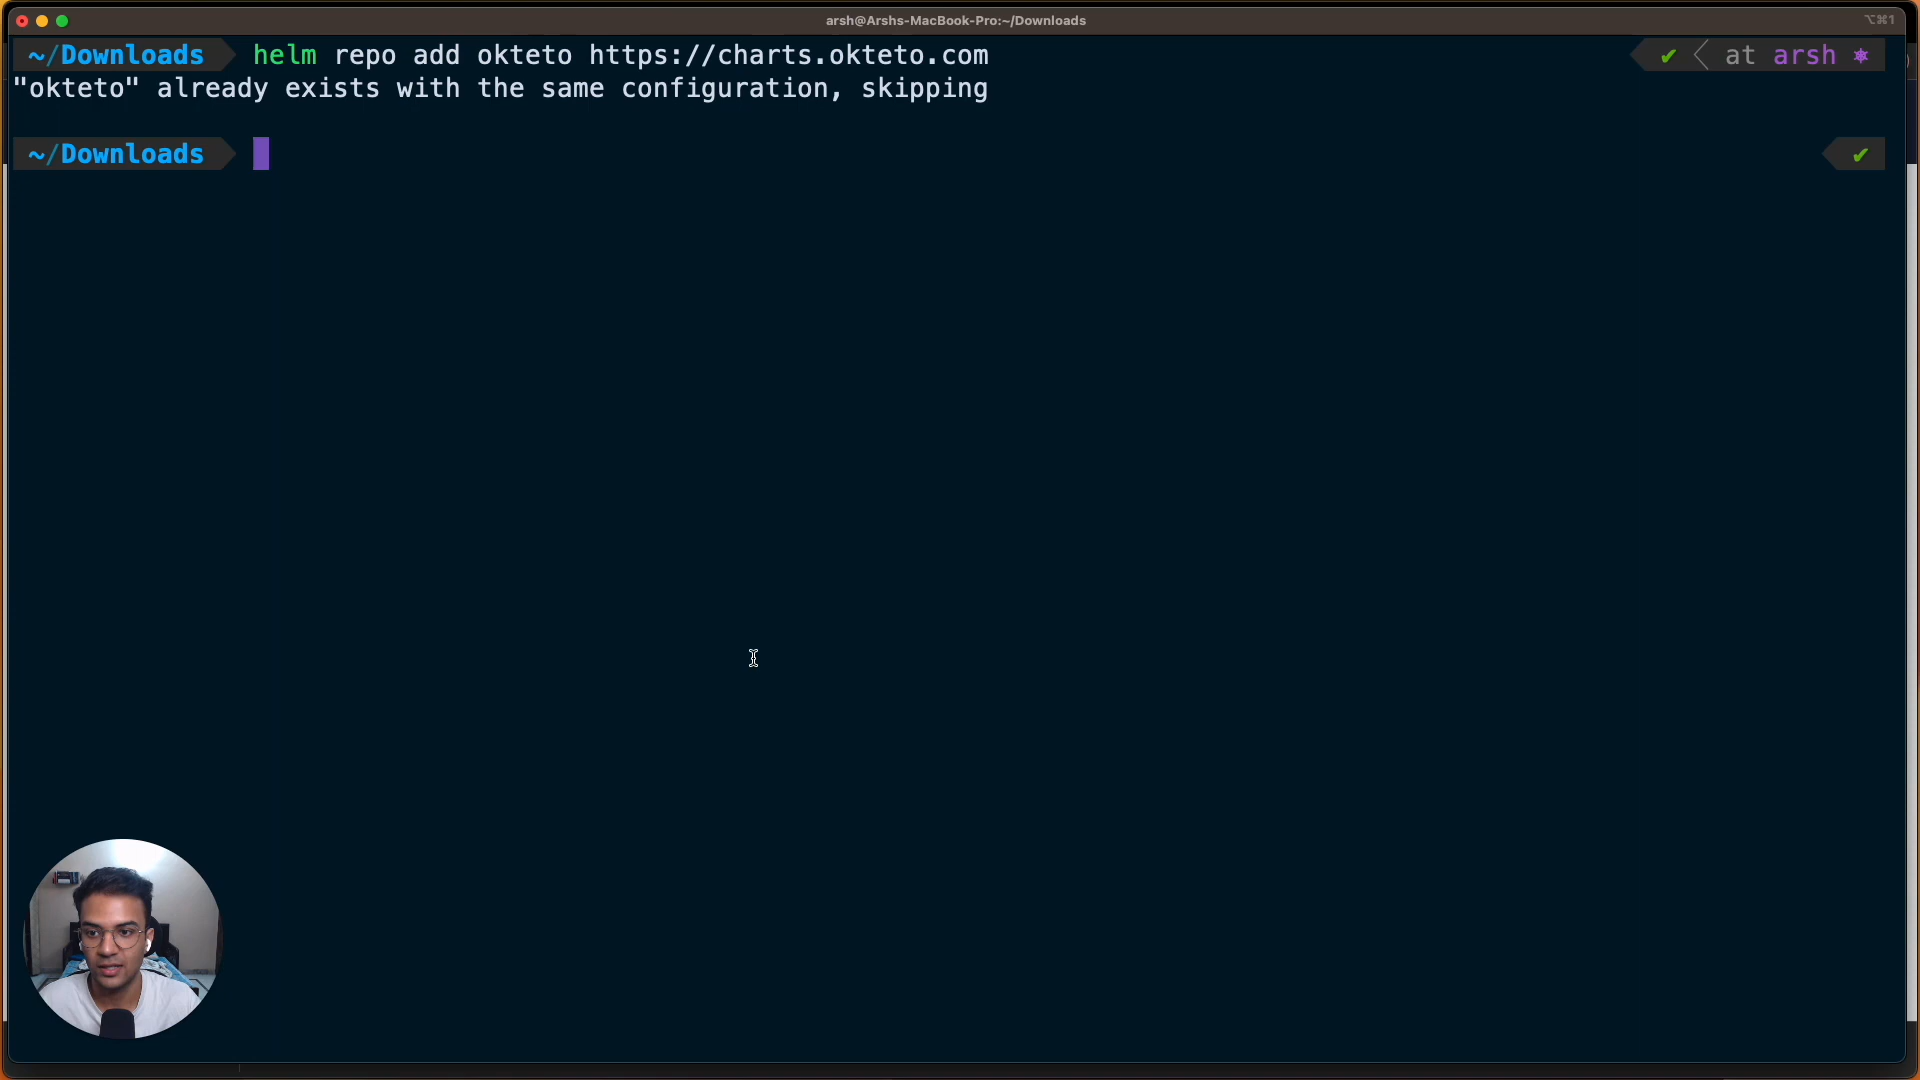 arsh@Arshs-MacBook-Pro:~/Downloads
⌥⌘1
~/Downloads helm repo add okteto https://charts.okteto.com ✔ at arsh ⎈
"okteto" already exists with the same configuration, skipping
~/Downloads ✔